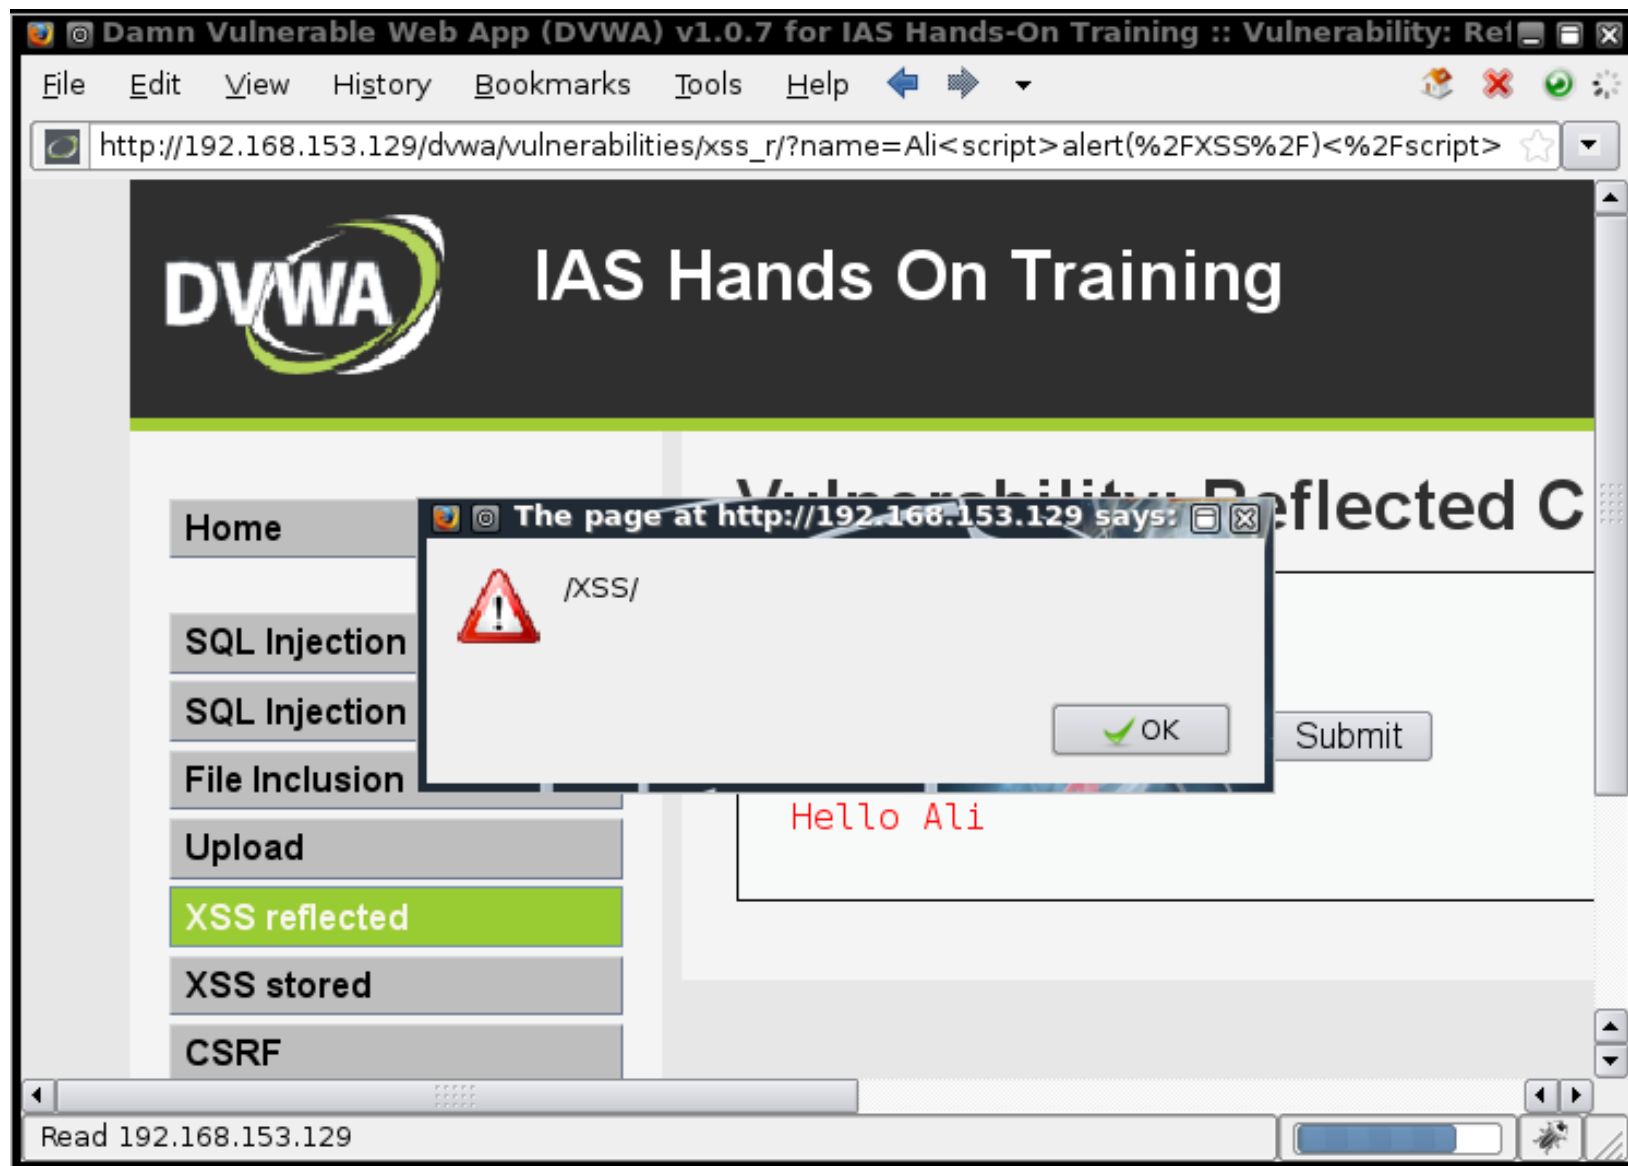 Damn Vulnerable Web App (DVWA) v1.0.7 for IAS Hands-On Training :: Vulnerability: Ref
File Edit View History Bookmarks Tools Help
http://192.168.153.129/dvwa/vulnerabilities/xss_r/?name=Ali<script>alert(%2FXSS%2F)<%2Fscript>
DVWA
IAS Hands On Training
Vulnerability: Reflected C
Home
The page at http://192.168.153.129 says:
/XSS/
OK
SQL Injection
SQL Injection
File Inclusion
Upload
XSS reflected
XSS stored
CSRF
Submit
Hello Ali
Read 192.168.153.129